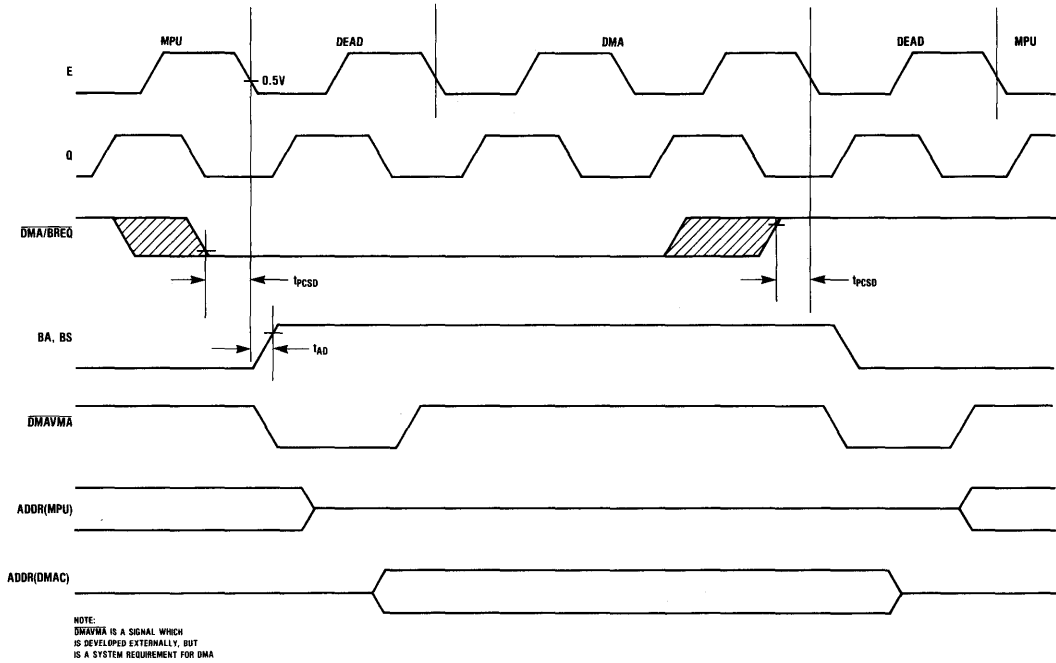 MPU DEAD DMA DEAD MPU
E
0.5V
Q
DMA/BREQ
tPCSD tPCSD
BA, BS
tAD
DMAVMA
ADDR(MPU)
ADDR(DMAC)
NOTE:
DMAVMA IS A SIGNAL WHICH
IS DEVELOPED EXTERNALLY, BUT
IS A SYSTEM REQUIREMENT FOR DMA